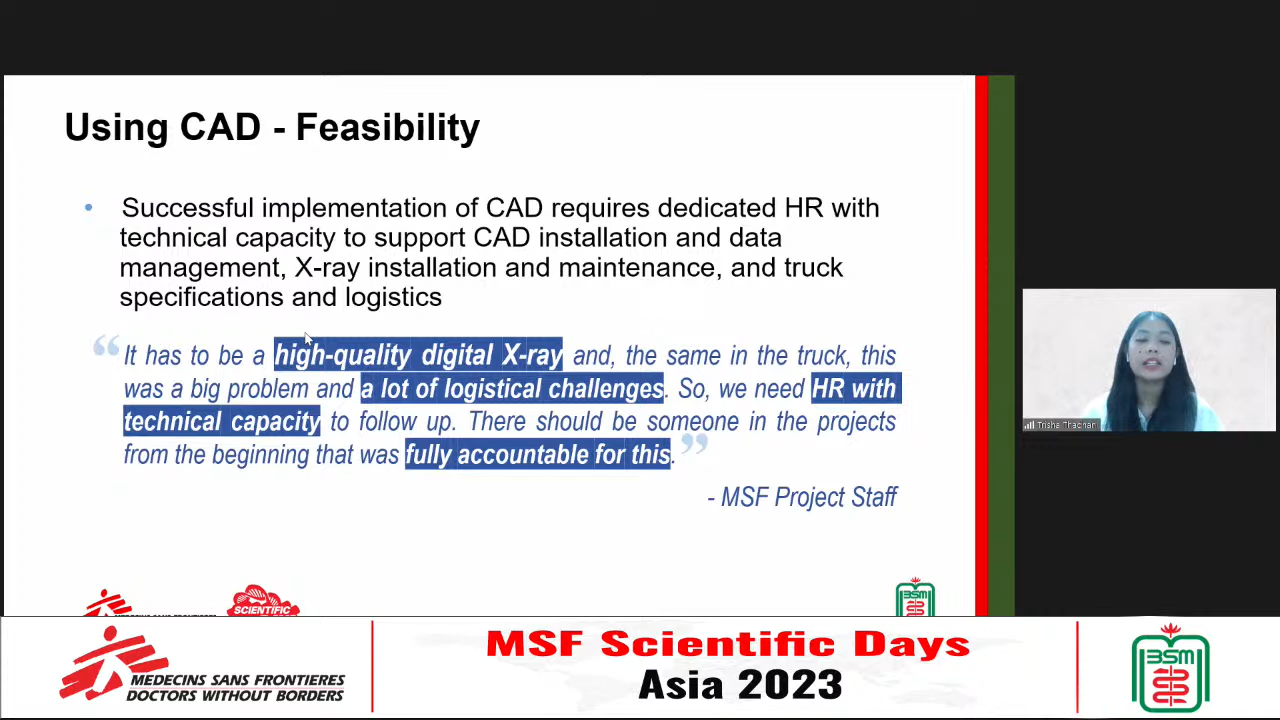 Using CAD - Feasibility
• Successful implementation of CAD requires dedicated HR with
technical capacity to support CAD installation and data
management, X-ray installation and maintenance, and truck
specifications and logistics
“It has to be a high-quality digital X-ray and, the same in the truck, this
was a big problem and a lot of logistical challenges. So, we need HR with
technical capacity to follow up. There should be someone in the projects
from the beginning that was fully accountable for this.”
- MSF Project Staff
Trisha Thadhani
SCIENTIFIC
BSM
MEDECINS SANS FRONTIERES
DOCTORS WITHOUT BORDERS
MSF Scientific Days
Asia 2023
BSM